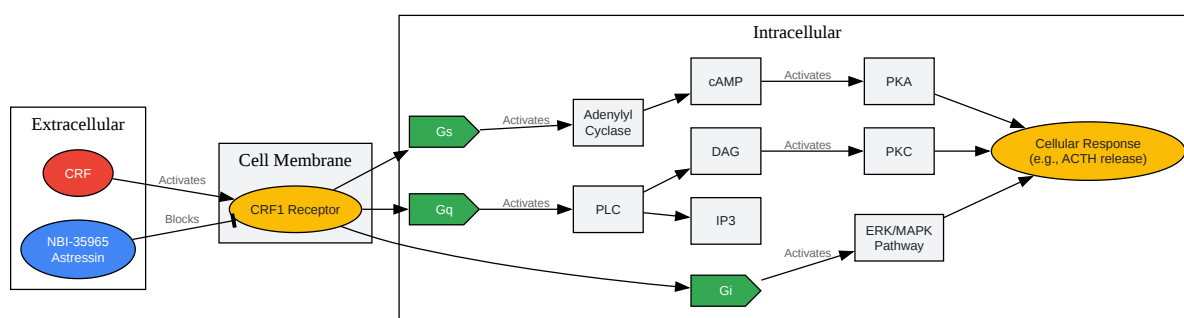 Intracellular
Extracellular
CRF
NBI-35965
Astressin
Activates
Blocks
Cell Membrane
CRF1 Receptor
Gs
Activates
Adenylyl
Cyclase
cAMP
Activates
PKA
Gq
Activates
PLC
DAG
Activates
PKC
IP3
Gi
Activates
ERK/MAPK
Pathway
Cellular Response
(e.g., ACTH release)